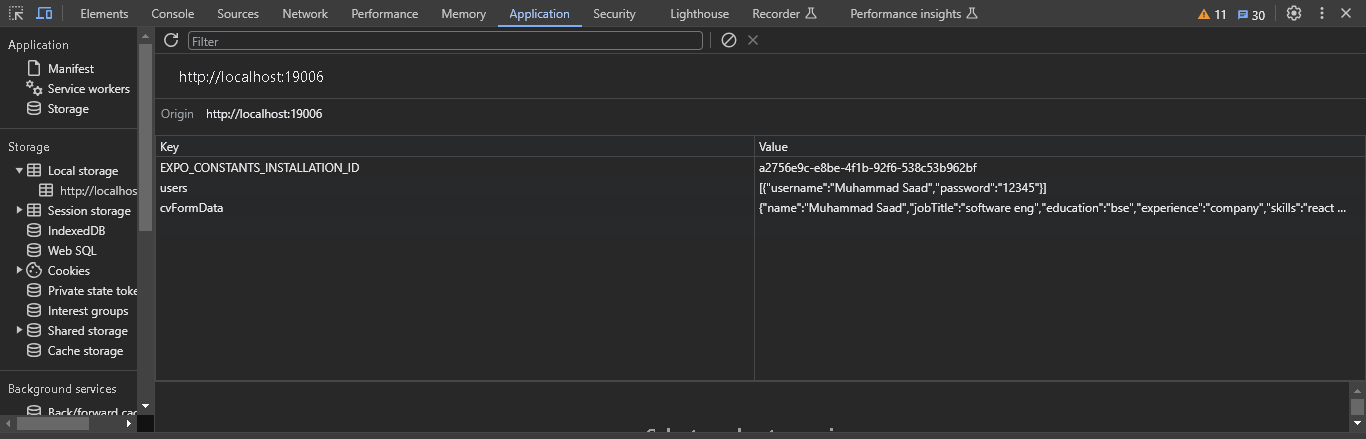 Elements Console Sources Network Performance Memory Application Security Lighthouse Recorder Performance insights 11 30
Application
Manifest
Service workers
Storage
Storage
Local storage
http://localhos
Session storage
IndexedDB
Web SQL
Cookies
Private state toke
Interest groups
Shared storage
Cache storage
Background services
Back/forward cac
Filter
http://localhost:19006
Origin http://localhost:19006
Key Value
EXPO_CONSTANTS_INSTALLATION_ID a2756e9c-e8be-4f1b-92f6-538c53b962bf
users [{"username":"Muhammad Saad","password":"12345"}]
cvFormData {"name":"Muhammad Saad","jobTitle":"software eng","education":"bse","experience":"company","skills":"react ...